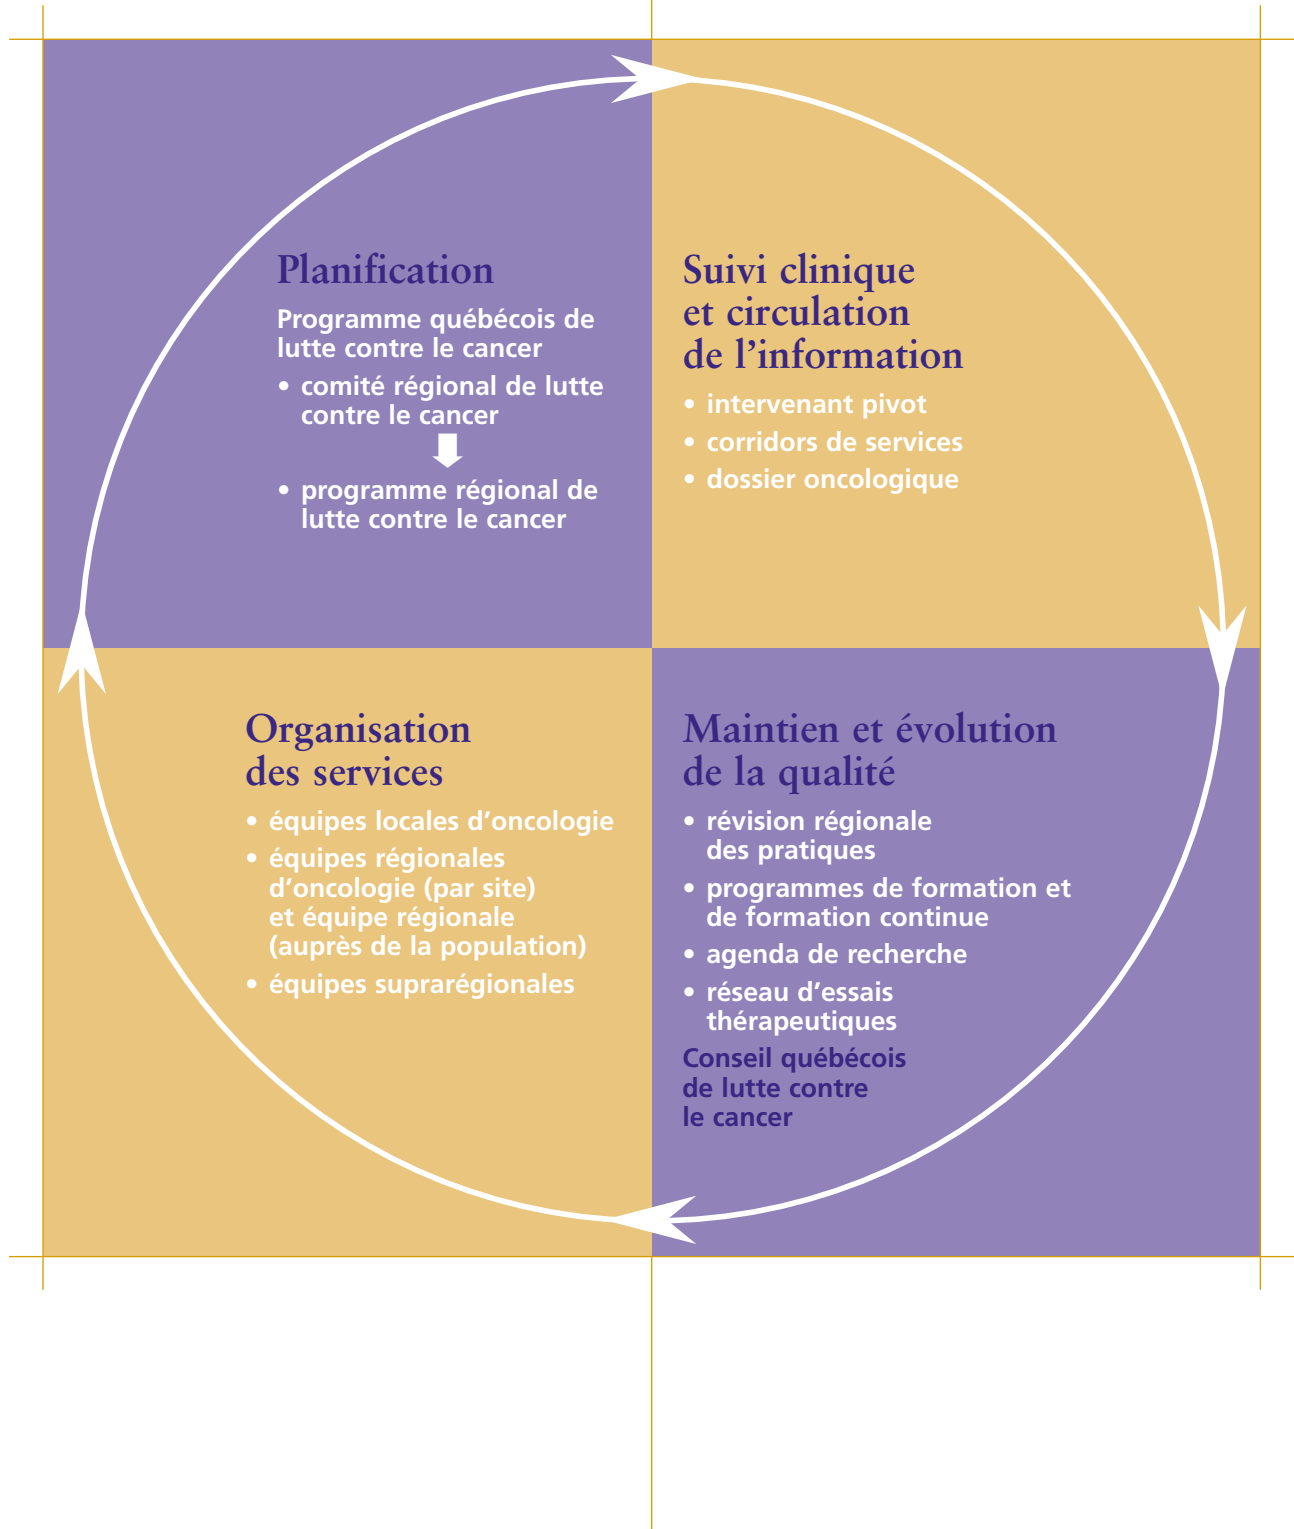 Planification
Programme québécois de
lutte contre le cancer
• comité régional de lutte
contre le cancer
• programme régional de
lutte contre le cancer
Suivi clinique
et circulation
de l’information
• intervenant pivot
• corridors de services
• dossier oncologique
Organisation
des services
• équipes locales d’oncologie
• équipes régionales
d’oncologie (par site)
et équipe régionale
(auprès de la population)
• équipes suprarégionales
Maintien et évolution
de la qualité
• révision régionale
des pratiques
• programmes de formation et
de formation continue
• agenda de recherche
• réseau d’essais
thérapeutiques
Conseil québécois
de lutte contre
le cancer